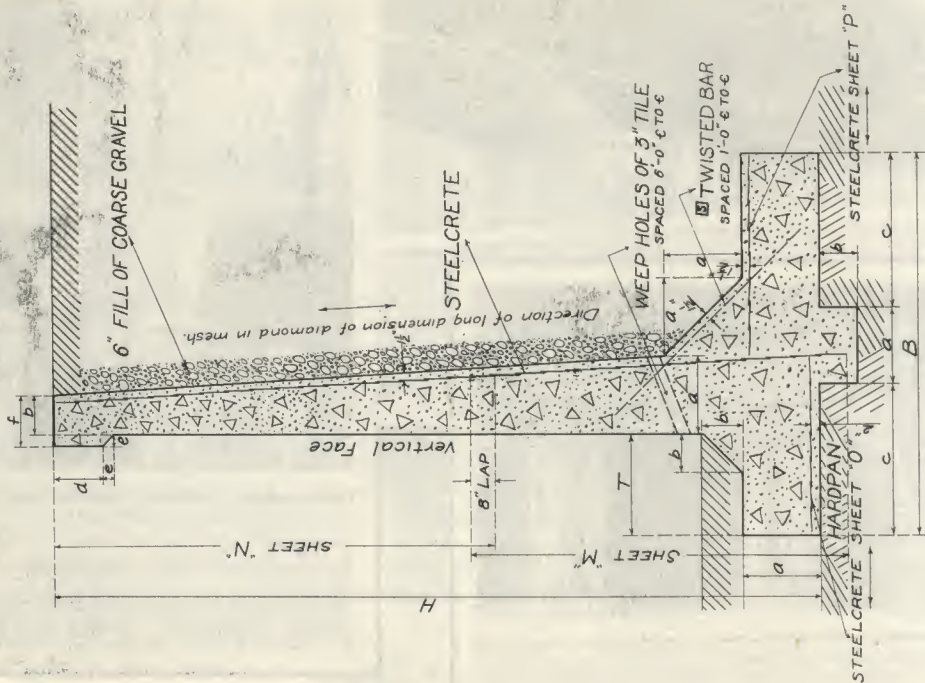 f
b
6" FILL OF COARSE GRAVEL
d
e
e
Direction of long dimension of diamond in mesh.
STEELCRETE
Vertical Face
8" LAP
SHEET "N"
SHEET "M"
H
T
WEEP HOLES OF 3" TILE
SPACED 6'-0" ¢ TO ¢
TWISTED BAR
SPACED 1'-0" ¢ TO ¢
a
a
a
b
b
a
HARDPAN
STEELCRETE SHEET "O"
STEELCRETE SHEET "P"
b
c
a
c
B